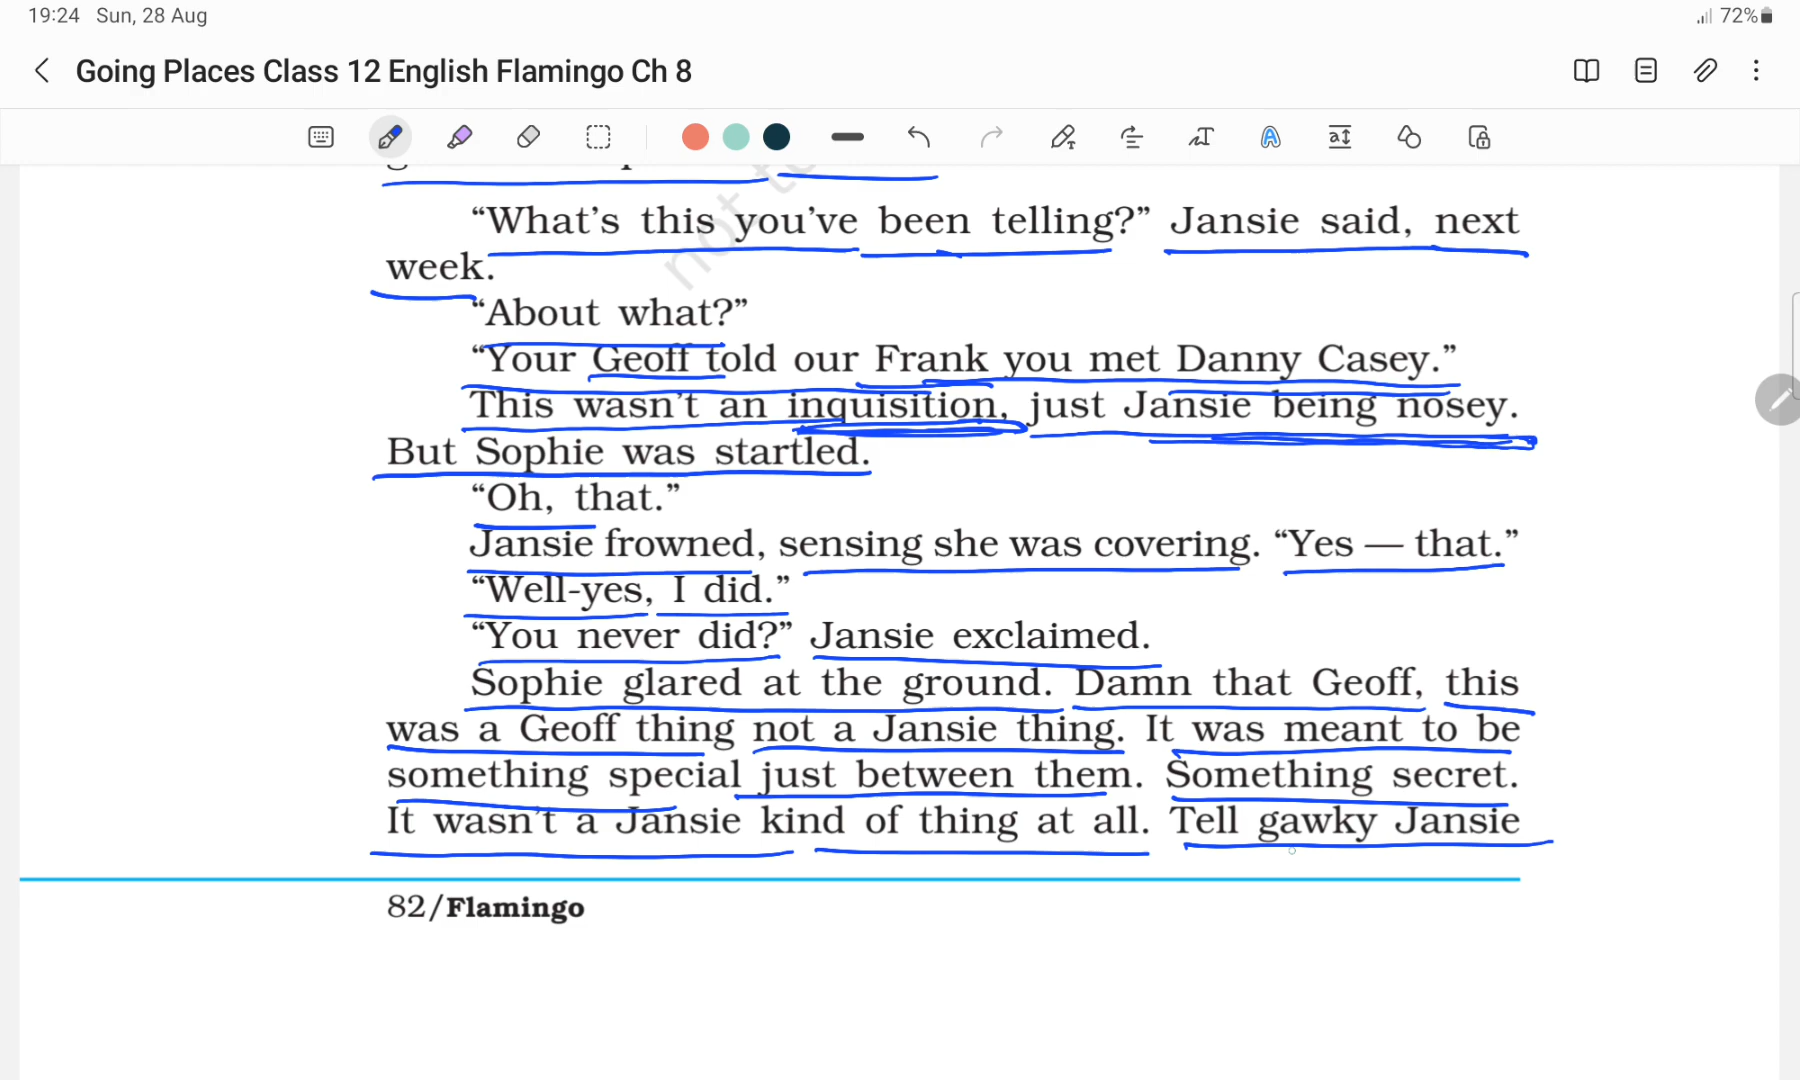 19:24 Sun, 28 Aug
72%
Going Places Class 12 English Flamingo Ch 8
“What’s this you’ve been telling?” Jansie said, next
week.
“About what?”
“Your Geoff told our Frank you met Danny Casey.”
This wasn’t an inquisition, just Jansie being nosey.
But Sophie was startled.
“Oh, that.”
Jansie frowned, sensing she was covering. “Yes — that.”
“Well-yes, I did.”
“You never did?” Jansie exclaimed.
Sophie glared at the ground. Damn that Geoff, this
was a Geoff thing not a Jansie thing. It was meant to be
something special just between them. Something secret.
It wasn’t a Jansie kind of thing at all. Tell gawky Jansie
82/Flamingo